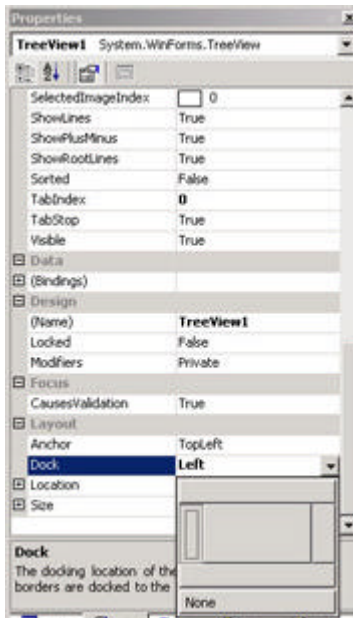 Properties
TreeView1 System.WinForms.TreeView
SelectedImageIndex 0
ShowLines True
ShowPlusMinus True
ShowRootLines True
Sorted False
TabIndex 0
TabStop True
Visible True
Data
(Bindings)
Design
(Name) TreeView1
Locked False
Modifiers Private
Focus
CausesValidation True
Layout
Anchor TopLeft
Dock Left
Location
Size
None
Dock
The docking location of the
borders are docked to the